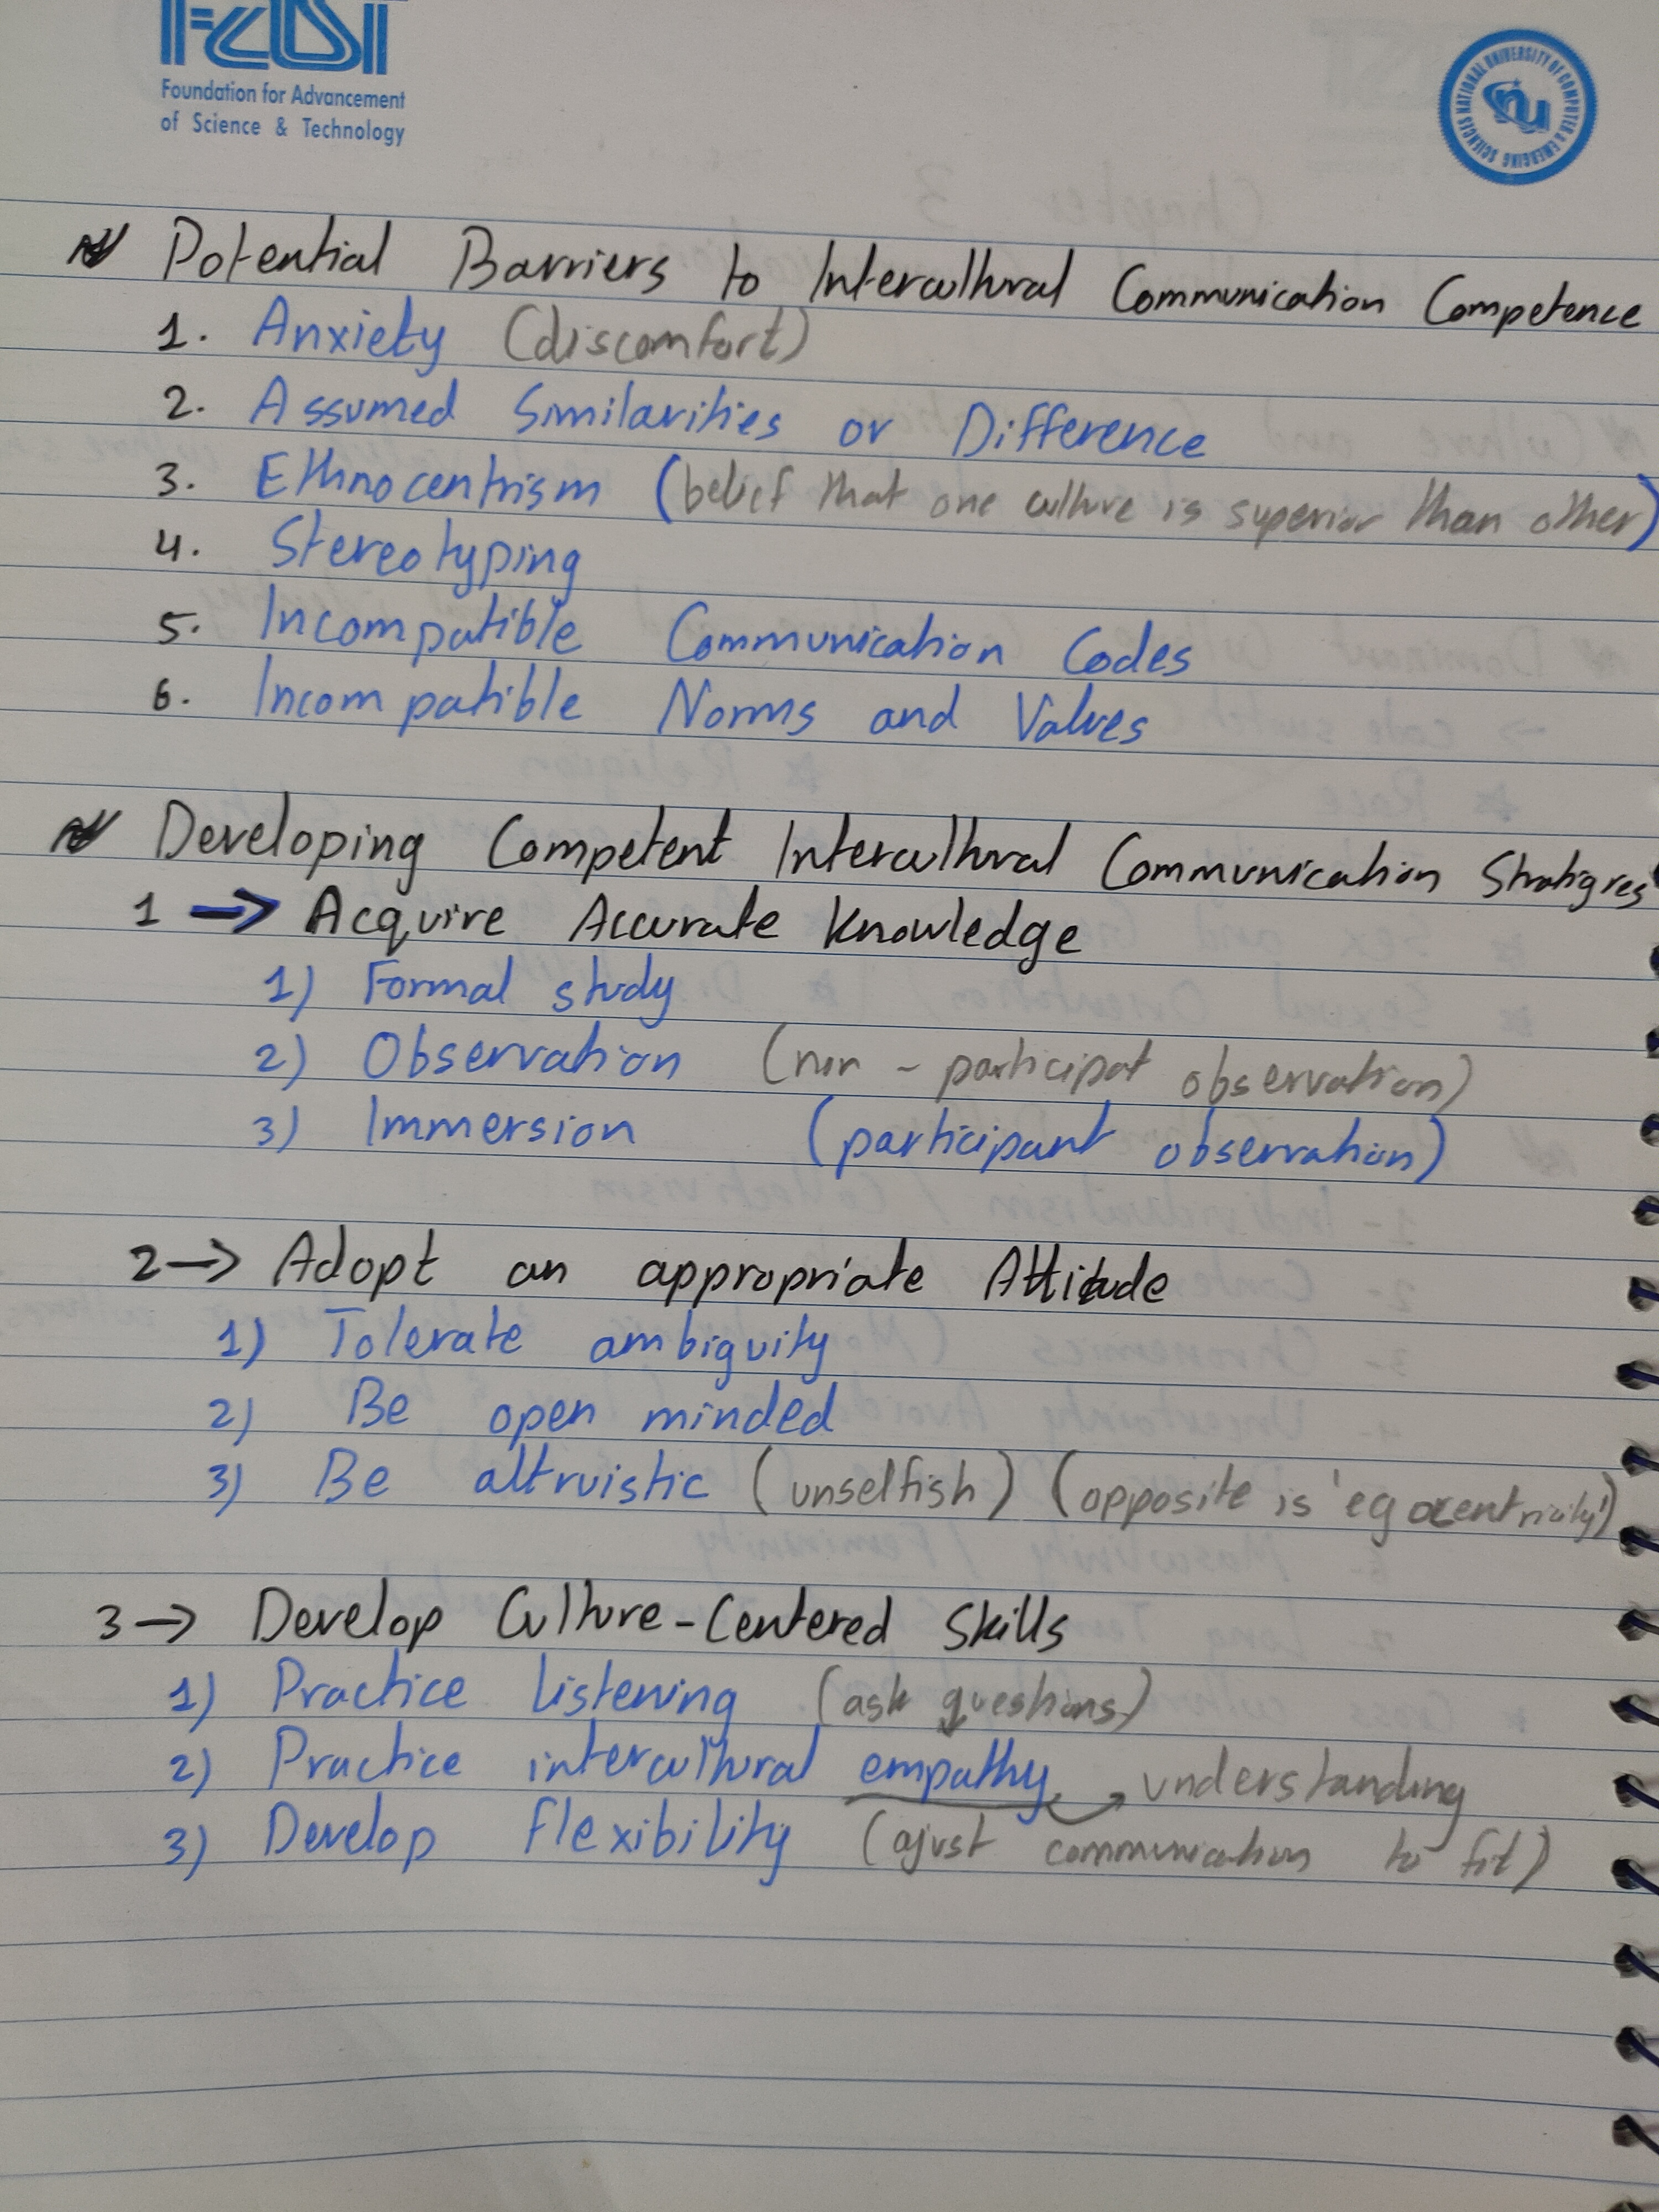 FAST
Foundation for Advancement
of Science & Technology
NATIONAL UNIVERSITY OF COMPUTER & EMERGING SCIENCES
nu
Potential Barriers to Intercultural Communication Competence
1. Anxiety (discomfort)
2. Assumed Similarities or Difference
3. Ethnocentrism (belief that one culture is superior than other)
4. Stereotyping
5. Incompatible Communication Codes
6. Incompatible Norms and Values
Developing Competent Intercultural Communication Stratigres
1 → Acquire Accurate Knowledge
1) Formal study
2) Observation (non - participat observation)
3) Immersion (participant observation)
2 → Adopt an appropriate Attitude
1) Tolerate ambiguity
2) Be open minded
3) Be altruistic (unselfish) (opposite is 'egocentricity')
3 → Develop Culture-Centered Skills
1) Practice listening (ask questions)
2) Practice intercultural empathy → understanding
3) Develop flexibility (ajust communication to fit)